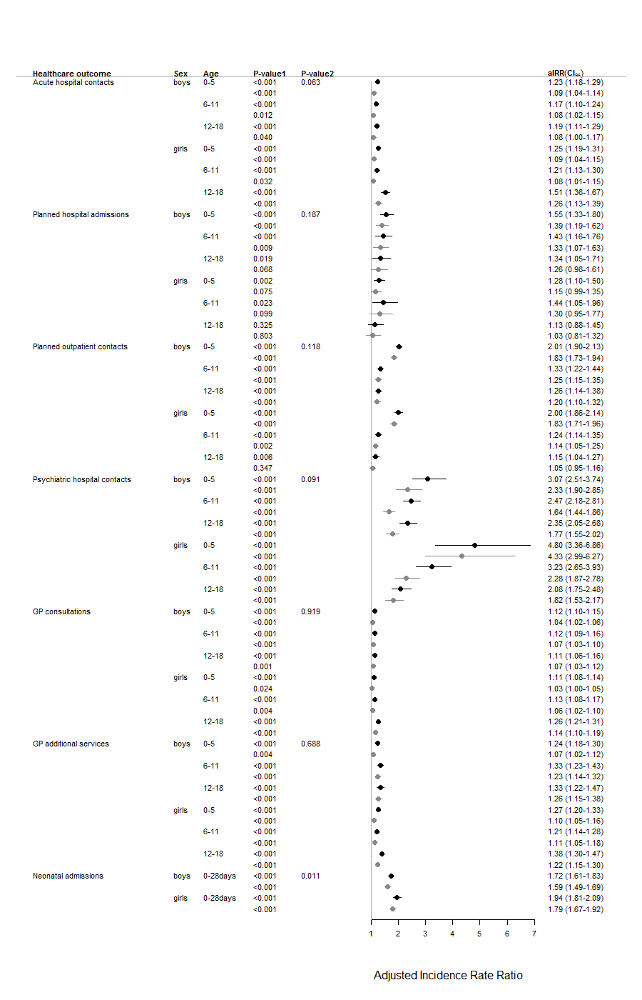 Healthcare outcome Sex Age P-value1 P-value2 aIRR(CI95)
Acute hospital contacts boys 0-5 <0.001 0.063 1.23 (1.18-1.29)
<0.001 1.09 (1.04-1.14)
6-11 <0.001 1.17 (1.10-1.24)
0.012 1.08 (1.02-1.15)
12-18 <0.001 1.19 (1.11-1.29)
0.040 1.08 (1.00-1.17)
girls 0-5 <0.001 1.25 (1.19-1.31)
<0.001 1.09 (1.04-1.15)
6-11 <0.001 1.21 (1.13-1.30)
0.032 1.08 (1.01-1.15)
12-18 <0.001 1.51 (1.36-1.67)
<0.001 1.26 (1.13-1.39)
Planned hospital admissions boys 0-5 <0.001 0.187 1.55 (1.33-1.80)
<0.001 1.39 (1.19-1.62)
6-11 <0.001 1.43 (1.16-1.76)
0.009 1.33 (1.07-1.63)
12-18 0.019 1.34 (1.05-1.71)
0.068 1.26 (0.98-1.61)
girls 0-5 0.002 1.28 (1.10-1.50)
0.075 1.15 (0.99-1.35)
6-11 0.023 1.44 (1.05-1.96)
0.099 1.30 (0.95-1.77)
12-18 0.325 1.13 (0.88-1.45)
0.803 1.03 (0.81-1.32)
Planned outpatient contacts boys 0-5 <0.001 0.118 2.01 (1.90-2.13)
<0.001 1.83 (1.73-1.94)
6-11 <0.001 1.33 (1.22-1.44)
<0.001 1.25 (1.15-1.35)
12-18 <0.001 1.26 (1.14-1.38)
<0.001 1.20 (1.10-1.32)
girls 0-5 <0.001 2.00 (1.86-2.14)
<0.001 1.83 (1.71-1.96)
6-11 <0.001 1.24 (1.14-1.35)
0.002 1.14 (1.05-1.25)
12-18 0.006 1.15 (1.04-1.27)
0.347 1.05 (0.95-1.16)
Psychiatric hospital contacts boys 0-5 <0.001 0.091 3.07 (2.51-3.74)
<0.001 2.33 (1.90-2.85)
6-11 <0.001 2.47 (2.18-2.81)
<0.001 1.64 (1.44-1.86)
12-18 <0.001 2.35 (2.05-2.68)
<0.001 1.77 (1.55-2.02)
girls 0-5 <0.001 4.80 (3.36-6.86)
<0.001 4.33 (2.99-6.27)
6-11 <0.001 3.23 (2.65-3.93)
<0.001 2.28 (1.87-2.78)
12-18 <0.001 2.08 (1.75-2.48)
<0.001 1.82 (1.53-2.17)
GP consultations boys 0-5 <0.001 0.919 1.12 (1.10-1.15)
<0.001 1.04 (1.02-1.06)
6-11 <0.001 1.12 (1.09-1.16)
<0.001 1.07 (1.03-1.10)
12-18 <0.001 1.11 (1.06-1.16)
0.001 1.07 (1.03-1.12)
girls 0-5 <0.001 1.11 (1.08-1.14)
0.024 1.03 (1.00-1.05)
6-11 <0.001 1.13 (1.08-1.17)
0.004 1.06 (1.02-1.10)
12-18 <0.001 1.26 (1.21-1.31)
<0.001 1.14 (1.10-1.19)
GP additional services boys 0-5 <0.001 0.688 1.24 (1.18-1.30)
0.004 1.07 (1.02-1.12)
6-11 <0.001 1.33 (1.23-1.43)
<0.001 1.23 (1.14-1.32)
12-18 <0.001 1.33 (1.22-1.47)
<0.001 1.26 (1.15-1.38)
girls 0-5 <0.001 1.27 (1.20-1.33)
<0.001 1.10 (1.05-1.16)
6-11 <0.001 1.21 (1.14-1.28)
<0.001 1.11 (1.05-1.18)
12-18 <0.001 1.38 (1.30-1.47)
<0.001 1.22 (1.15-1.30)
Neonatal admissions boys 0-28days <0.001 0.011 1.72 (1.61-1.83)
<0.001 1.59 (1.49-1.69)
girls 0-28days <0.001 1.94 (1.81-2.09)
<0.001 1.79 (1.67-1.92)
1 2 3 4 5 6 7
Adjusted Incidence Rate Ratio